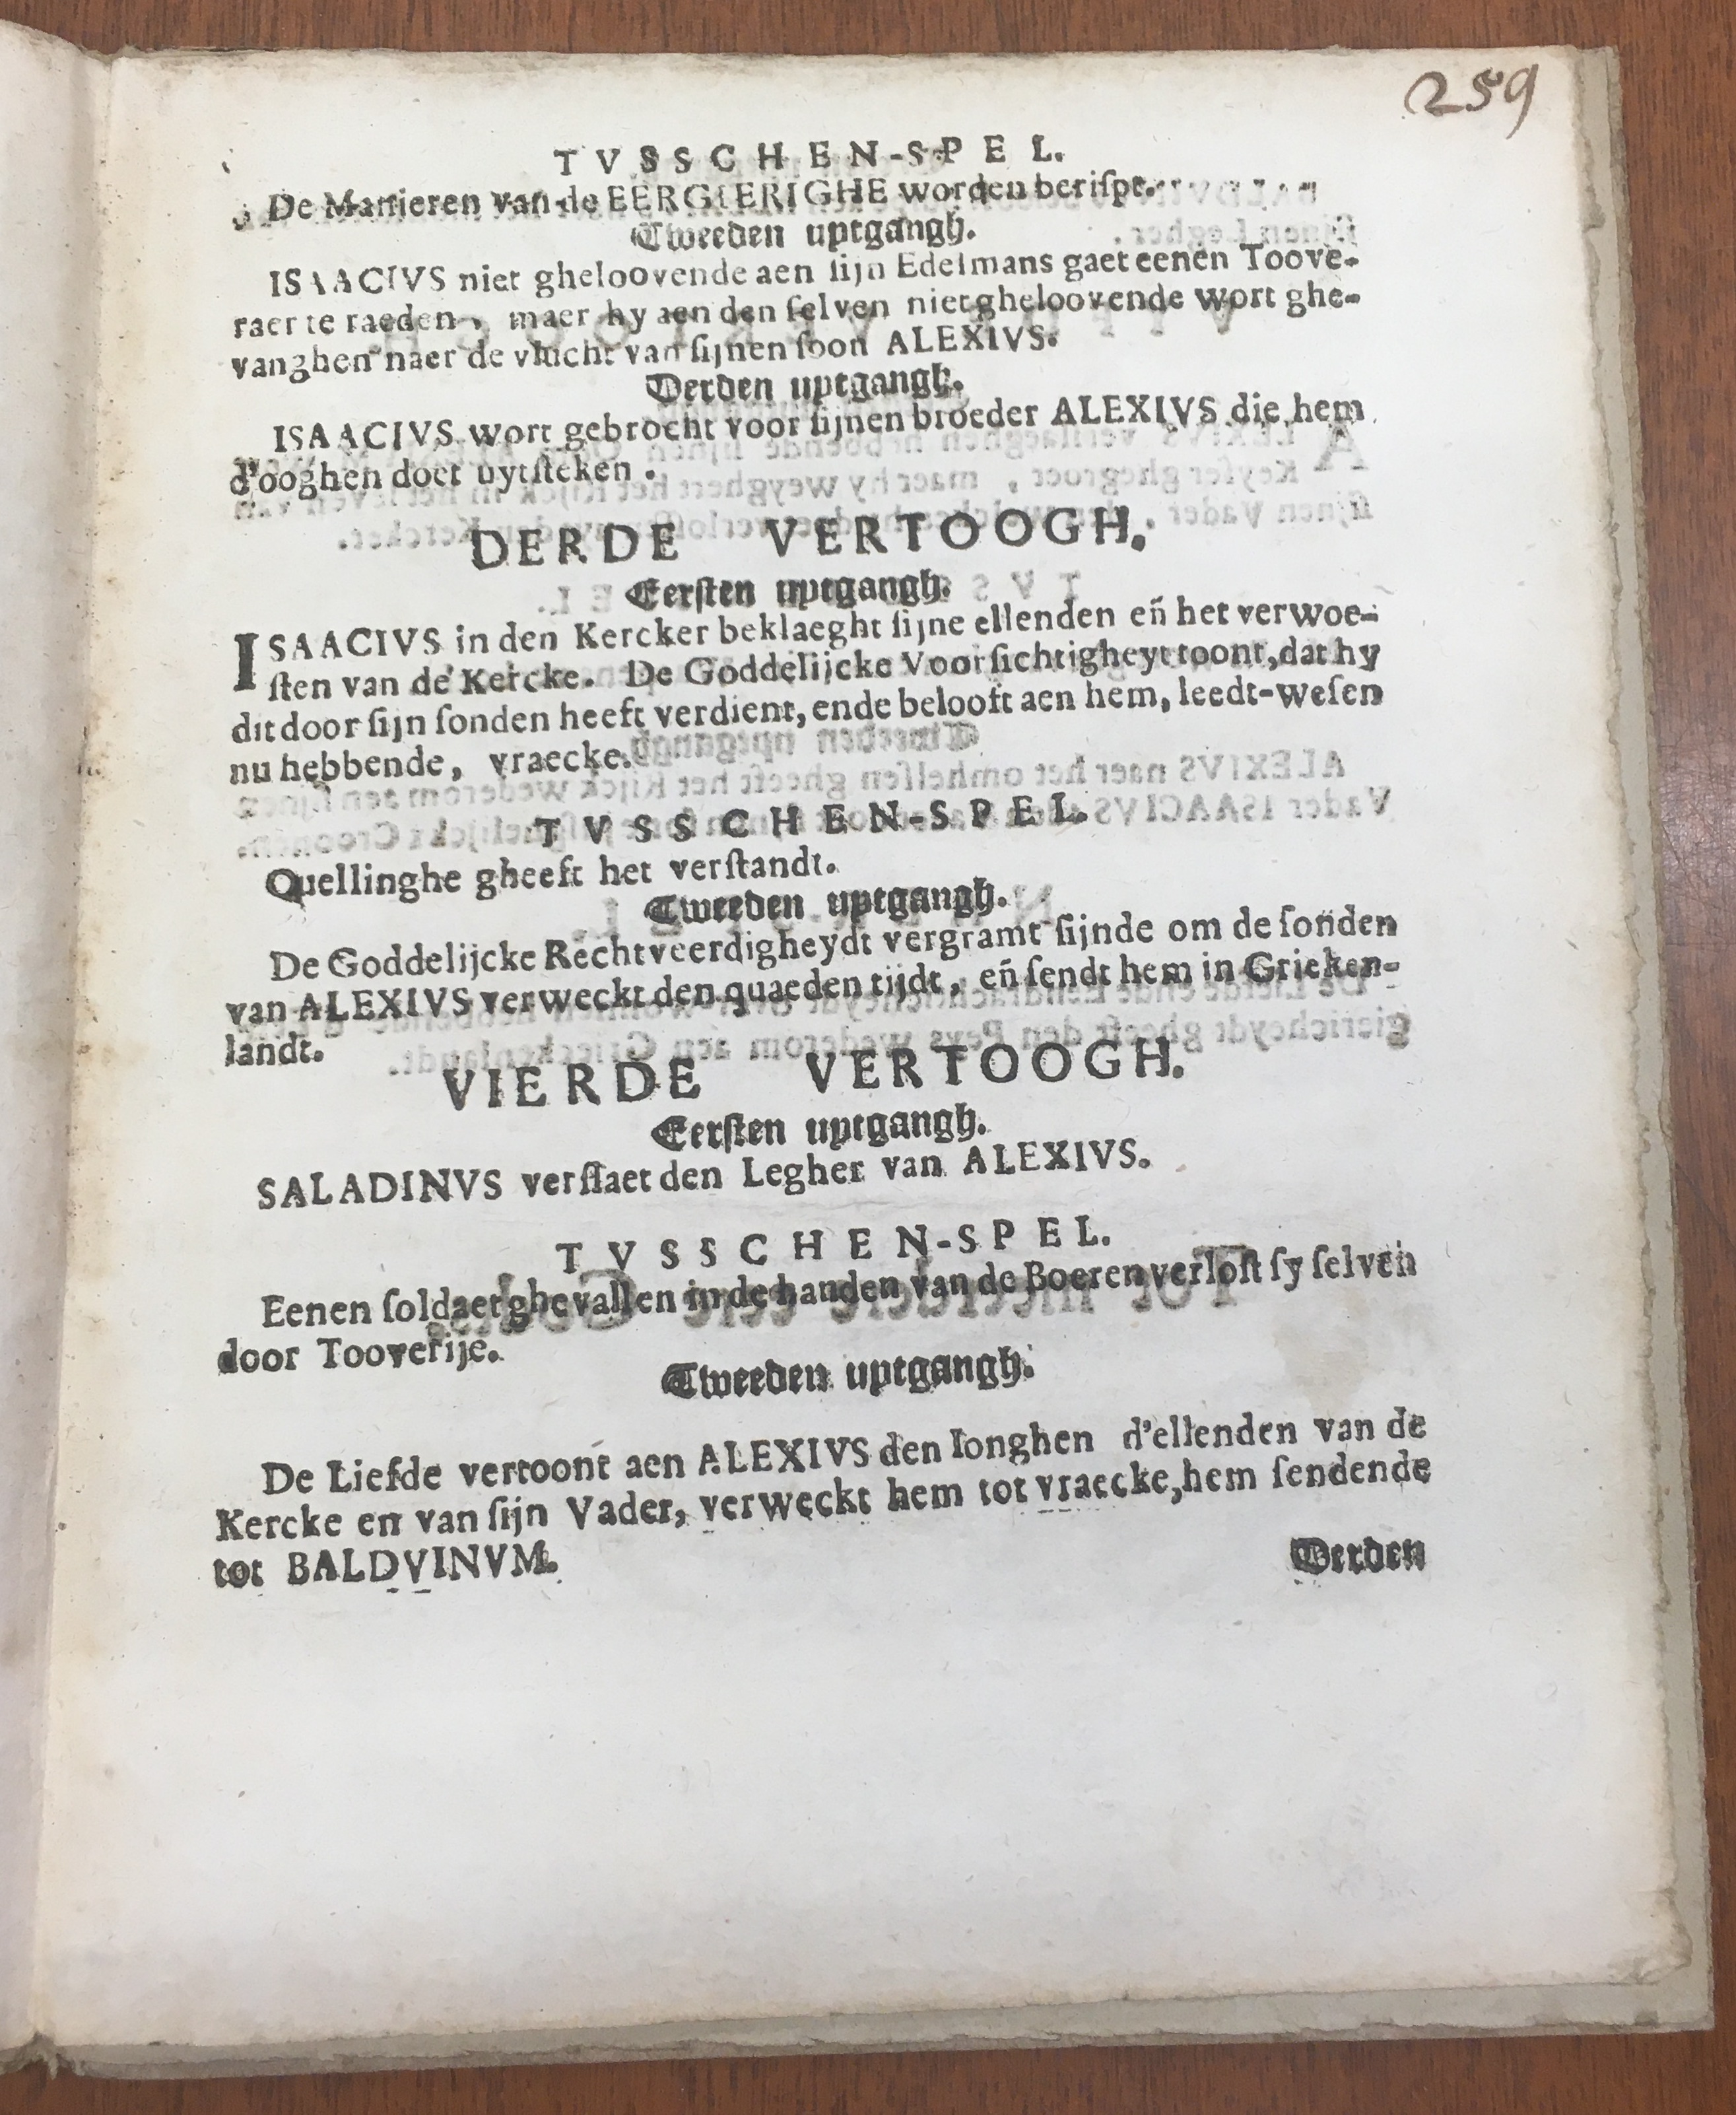 259
TVSSCHEN-SPEL.
De Manieren van de EERGIERIGHE worden beriſpt.
Tweeden uytgangh.
ISAACIVS niet gheloovende aen ſijn Edelmans gaet eenen Toove-
raer te raeden, maer hy aen den ſelven niet gheloovende wort ghe-
vanghen naer de vlucht van ſijnen ſoon ALEXIVS.
Derden uytgangh.
ISAACIVS wort gebrocht voor ſijnen broeder ALEXIVS die hem
d'ooghen doet uytſteken.
DERDE VERTOOGH.
Eerſten uytgangh.
ISAACIVS in den Kercker beklaeght ſijne ellenden en̄ het verwoe-
ſten van de Kercke. De Goddelijcke Voorſichtigheyt toont, dat hy
dit door ſijn ſonden heeft verdient, ende belooft aen hem, leedt-weſen
nu hebbende, vraecke.
TVSSCHEN-SPEL.
Quellinghe gheeft het verſtandt.
Tweeden uytgangh.
De Goddelijcke Rechtveerdigheydt vergramt ſijnde om de ſonden
van ALEXIVS verweckt den quaeden tijdt, en̄ ſendt hem in Grieken-
landt.
VIERDE VERTOOGH.
Eerſten uytgangh.
SALADINVS verſlaet den Legher van ALEXIVS.
TVSSCHEN-SPEL.
Eenen ſoldaet ghevallen in de handen van de Boeren verloſt ſy ſelven
door Tooverije.
Tweeden uytgangh.
De Liefde vertoont aen ALEXIVS den Ionghen d'ellenden van de
Kercke en van ſijn Vader, verweckt hem tot vraecke, hem ſendende
tot BALDVINVM.
Derden